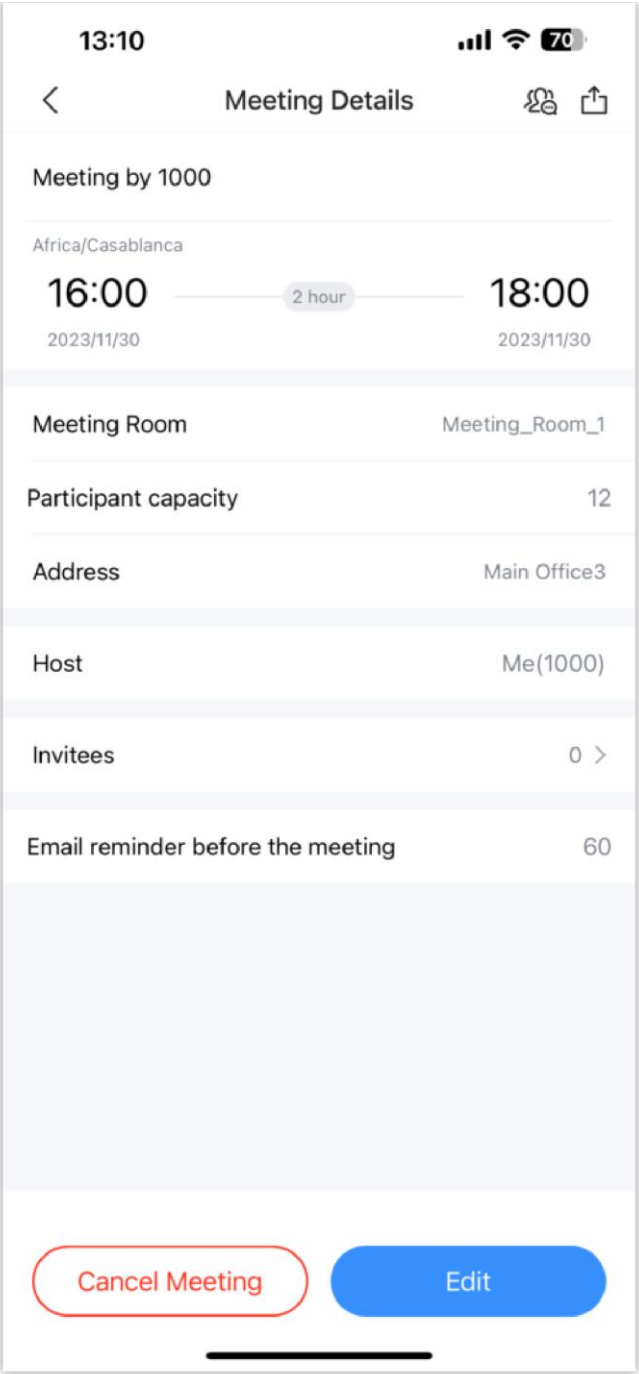 13:10 70
Meeting Details
Meeting by 1000
Africa/Casablanca
16:00 2 hour 18:00
2023/11/30 2023/11/30
Meeting Room Meeting_Room_1
Participant capacity 12
Address Main Office3
Host Me(1000)
Invitees 0
Email reminder before the meeting 60
Cancel Meeting Edit